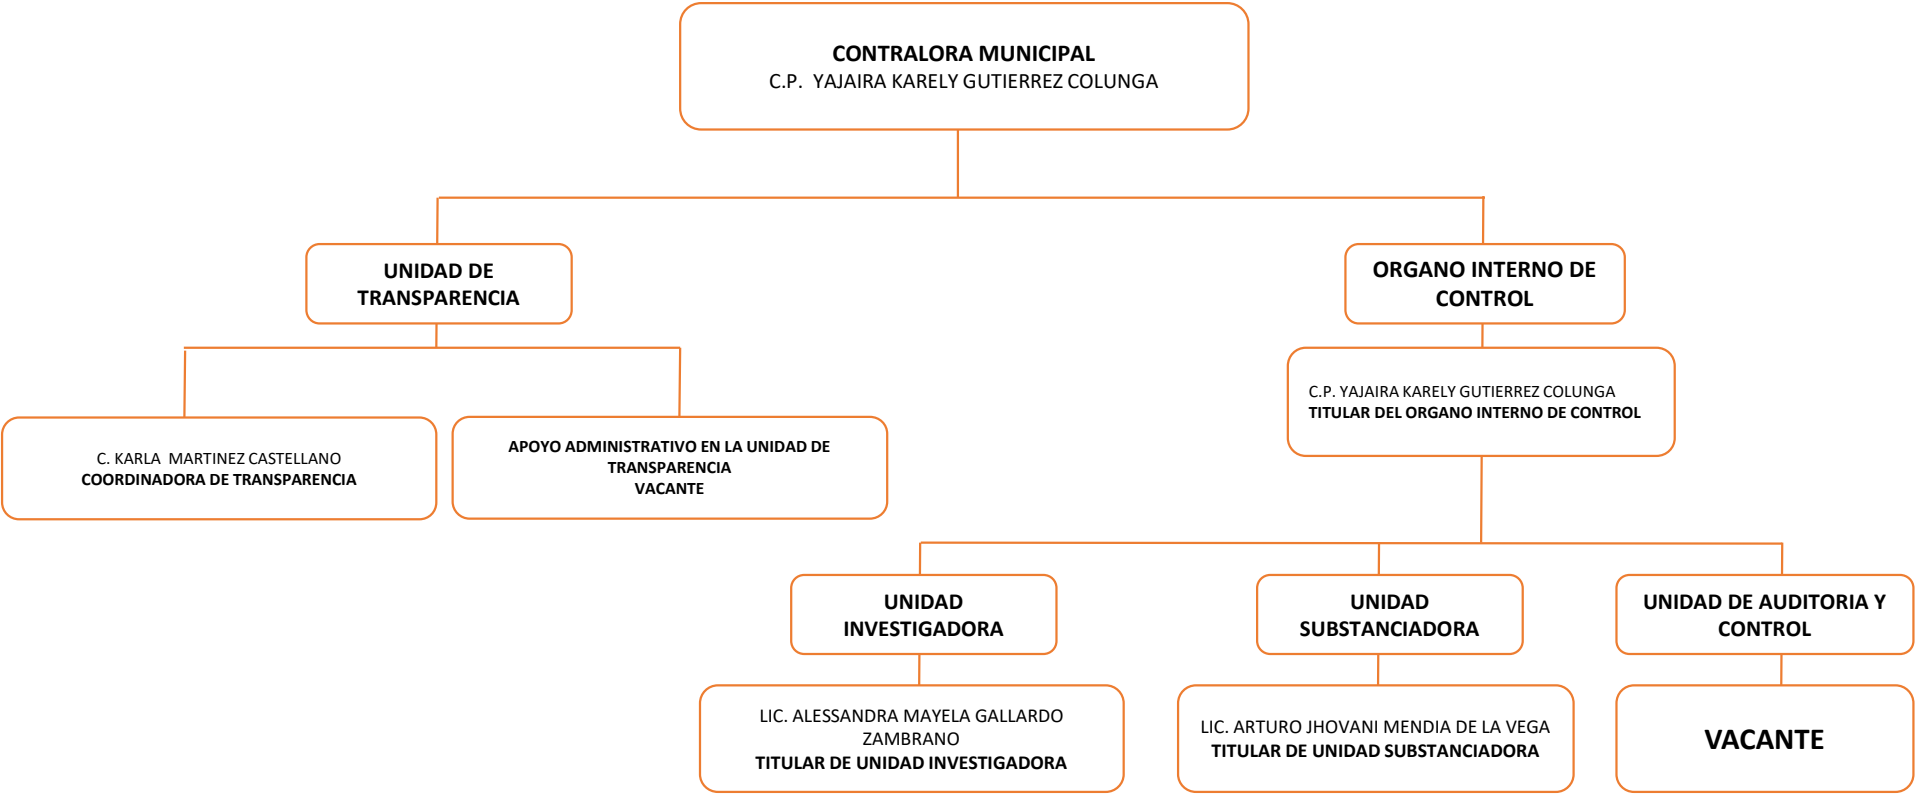 CONTRALORA MUNICIPAL
C.P. YAJAIRA KARELY GUTIERREZ COLUNGA
UNIDAD DE
TRANSPARENCIA
ORGANO INTERNO DE
CONTROL
C.P. YAJAIRA KARELY GUTIERREZ COLUNGA
TITULAR DEL ORGANO INTERNO DE CONTROL
C. KARLA MARTINEZ CASTELLANO
COORDINADORA DE TRANSPARENCIA
APOYO ADMINISTRATIVO EN LA UNIDAD DE
TRANSPARENCIA
VACANTE
UNIDAD
INVESTIGADORA
UNIDAD
SUBSTANCIADORA
UNIDAD DE AUDITORIA Y
CONTROL
LIC. ALESSANDRA MAYELA GALLARDO
ZAMBRANO
TITULAR DE UNIDAD INVESTIGADORA
LIC. ARTURO JHOVANI MENDIA DE LA VEGA
TITULAR DE UNIDAD SUBSTANCIADORA
VACANTE